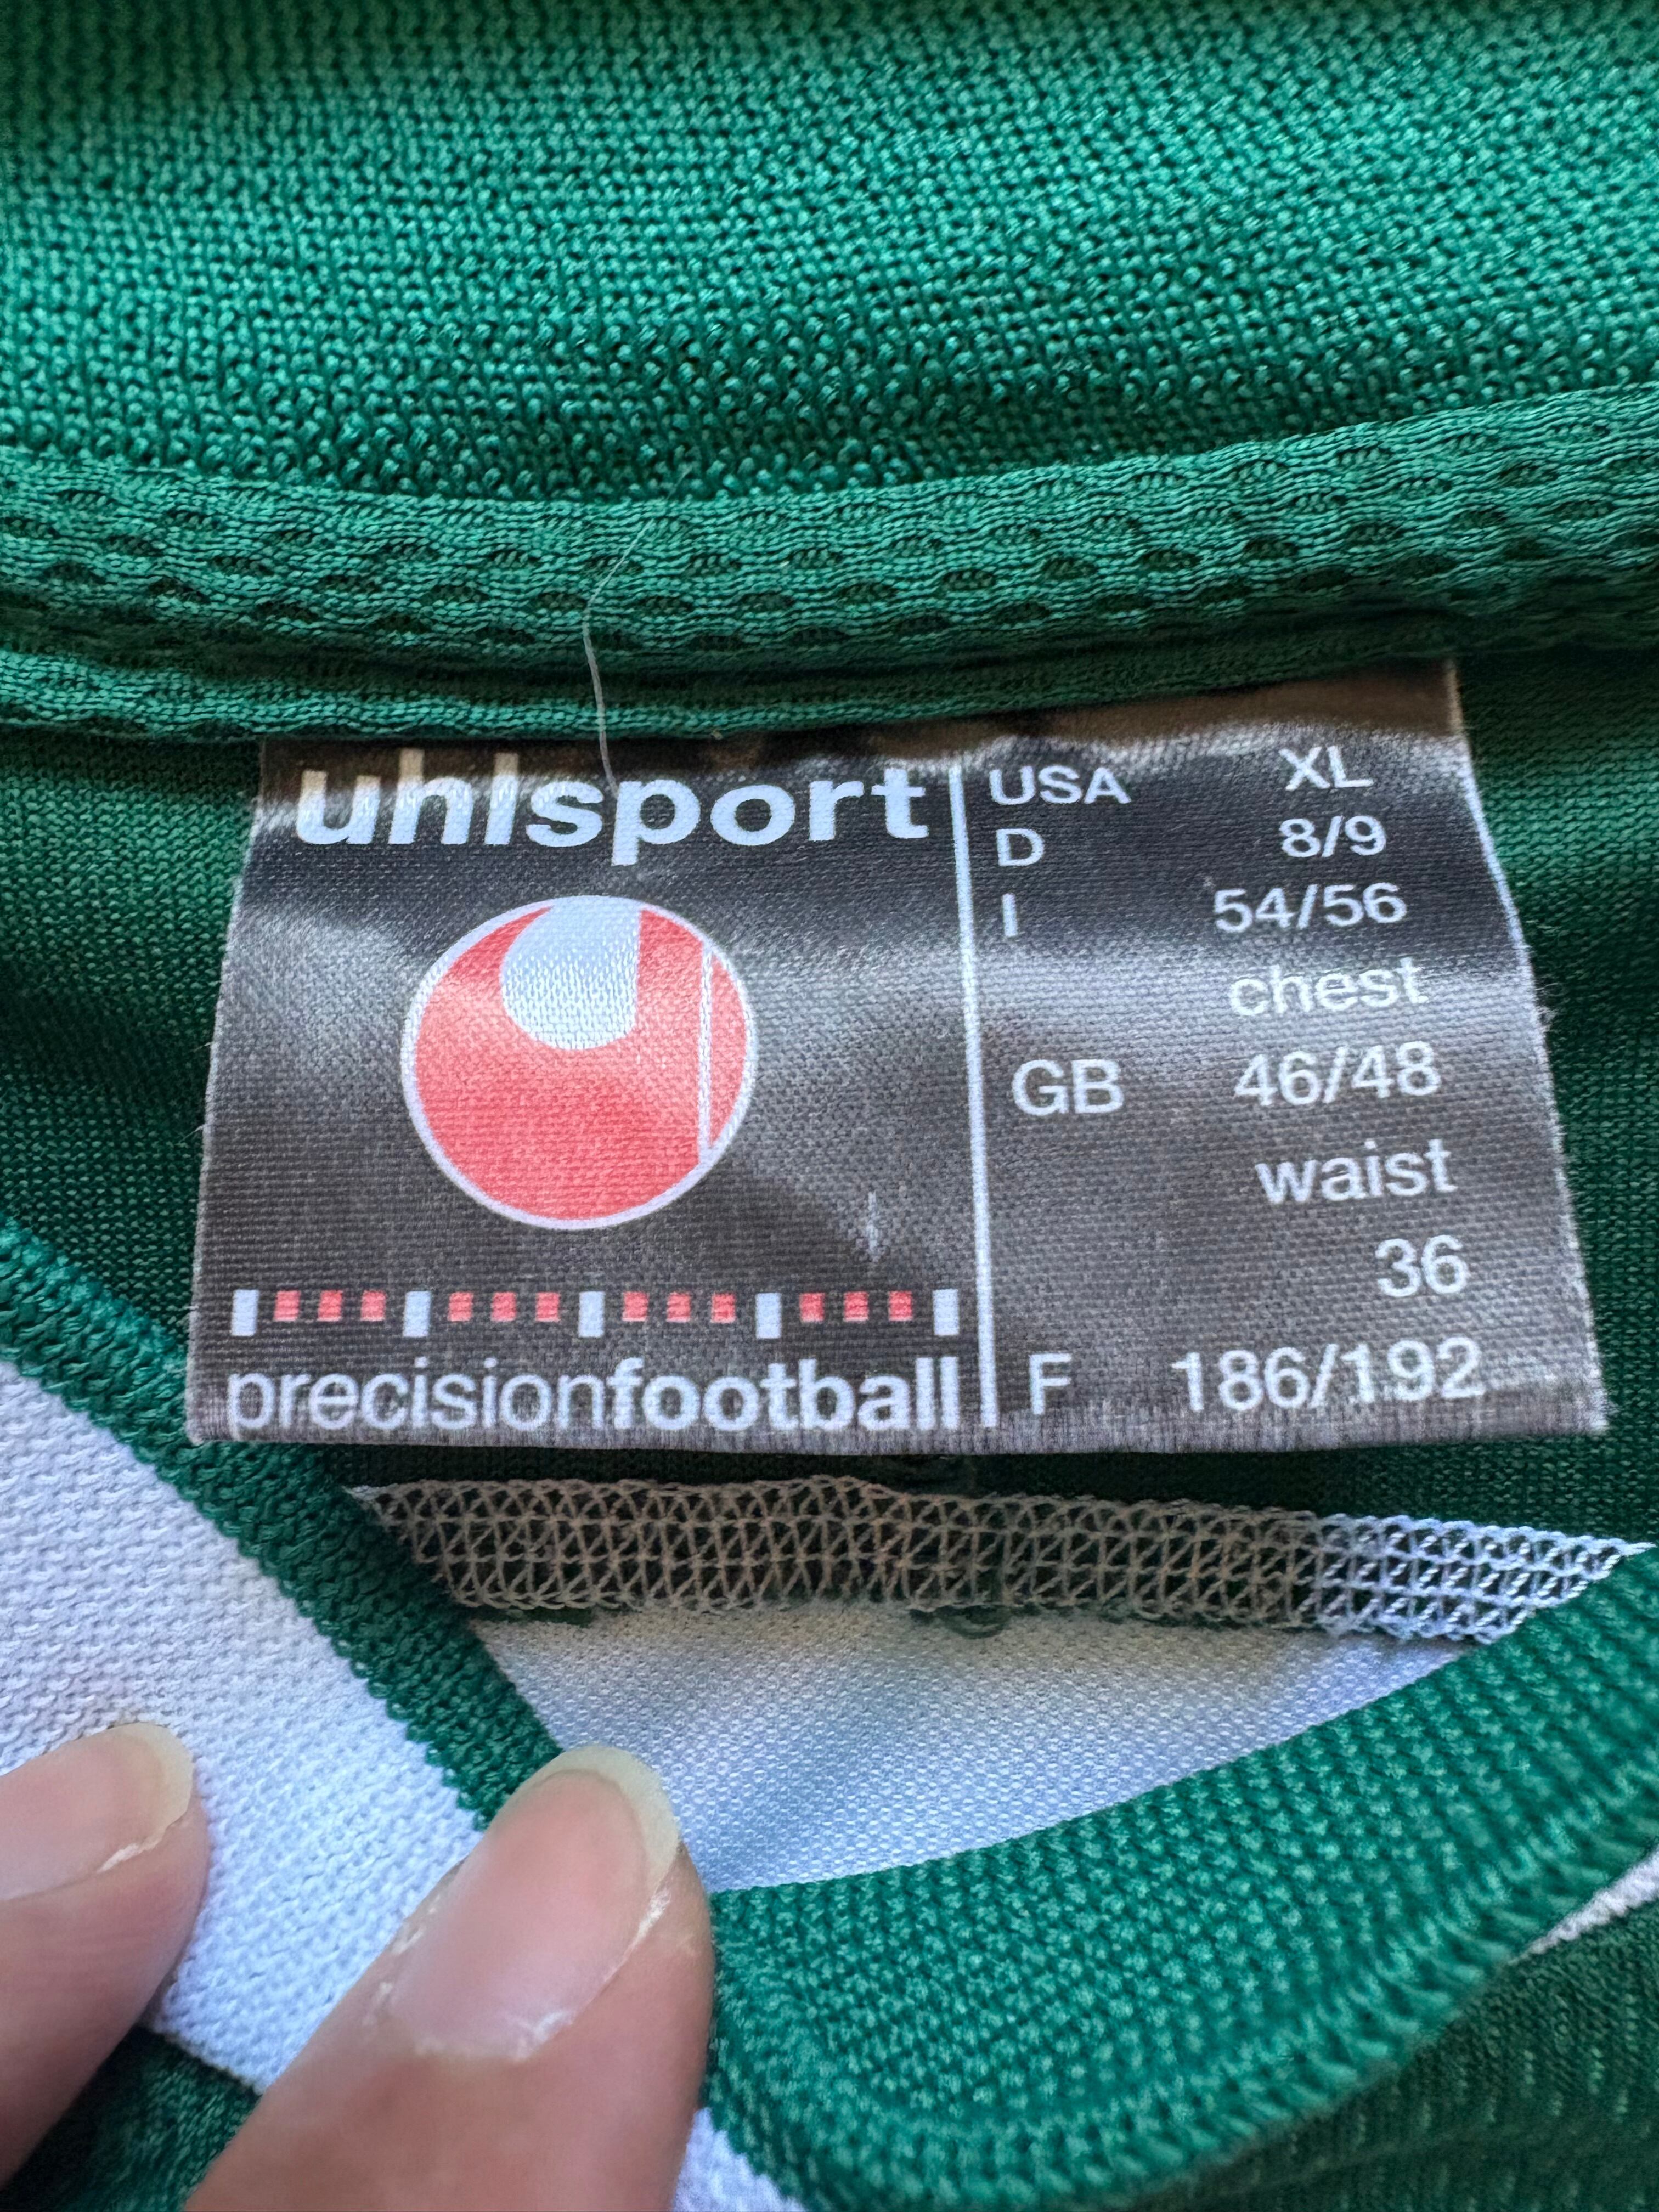 uhlsport
precisionfootball
USA XL
D 8/9
I 54/56
chest
GB 46/48
waist
36
F 186/192